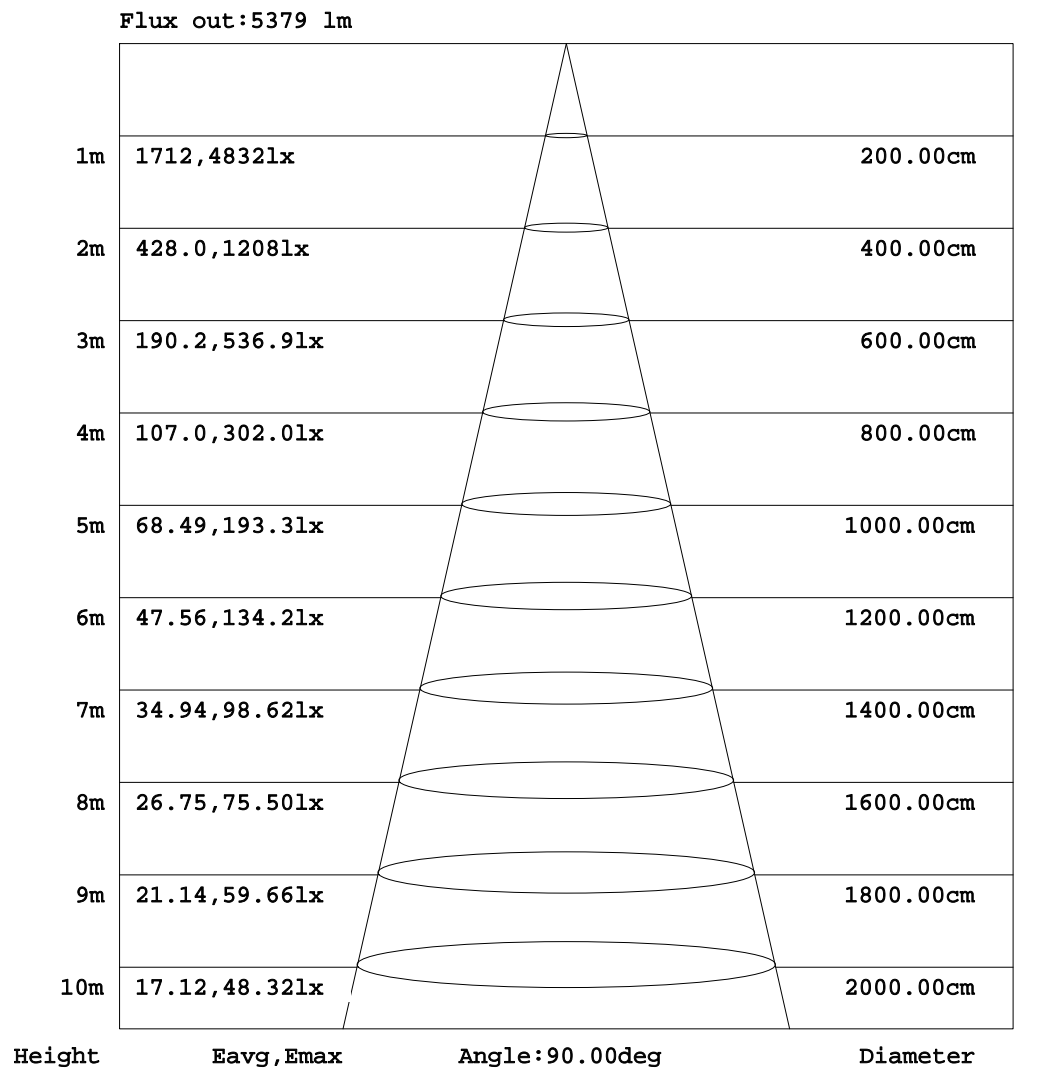 Flux out:5379 lm
1m 1712,4832lx 200.00cm
2m 428.0,1208lx 400.00cm
3m 190.2,536.9lx 600.00cm
4m 107.0,302.0lx 800.00cm
5m 68.49,193.3lx 1000.00cm
6m 47.56,134.2lx 1200.00cm
7m 34.94,98.62lx 1400.00cm
8m 26.75,75.50lx 1600.00cm
9m 21.14,59.66lx 1800.00cm
10m 17.12,48.32lx 2000.00cm
Height Eavg,Emax Angle:90.00deg Diameter